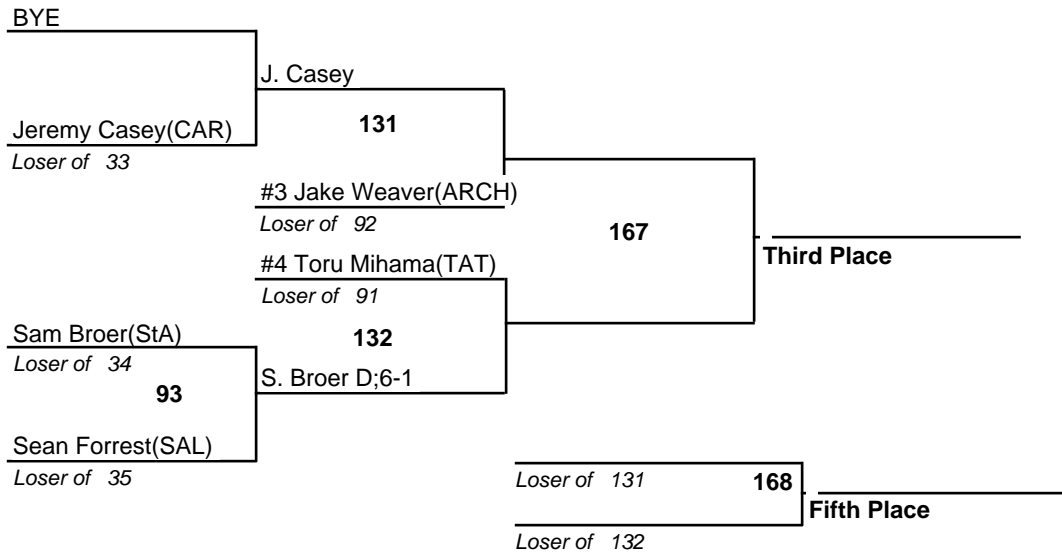 BYE
J. Casey
131
Jeremy Casey(CAR)
Loser of 33
#3 Jake Weaver(ARCH)
Loser of 92
167
Third Place
#4 Toru Mihama(TAT)
Loser of 91
Sam Broer(StA)
132
Loser of 34
S. Broer D;6-1
93
Sean Forrest(SAL)
Loser of 35
Loser of 131
168
Fifth Place
Loser of 132